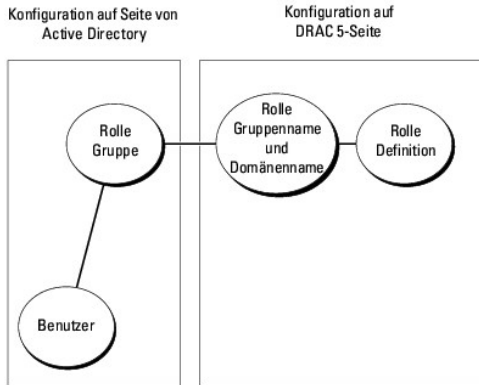 Konfiguration auf Seite von
Active Directory
Konfiguration auf
DRAC 5-Seite
Rolle
Gruppe
Rolle
Gruppenname
und
Domänenname
Rolle
Definition
Benutzer